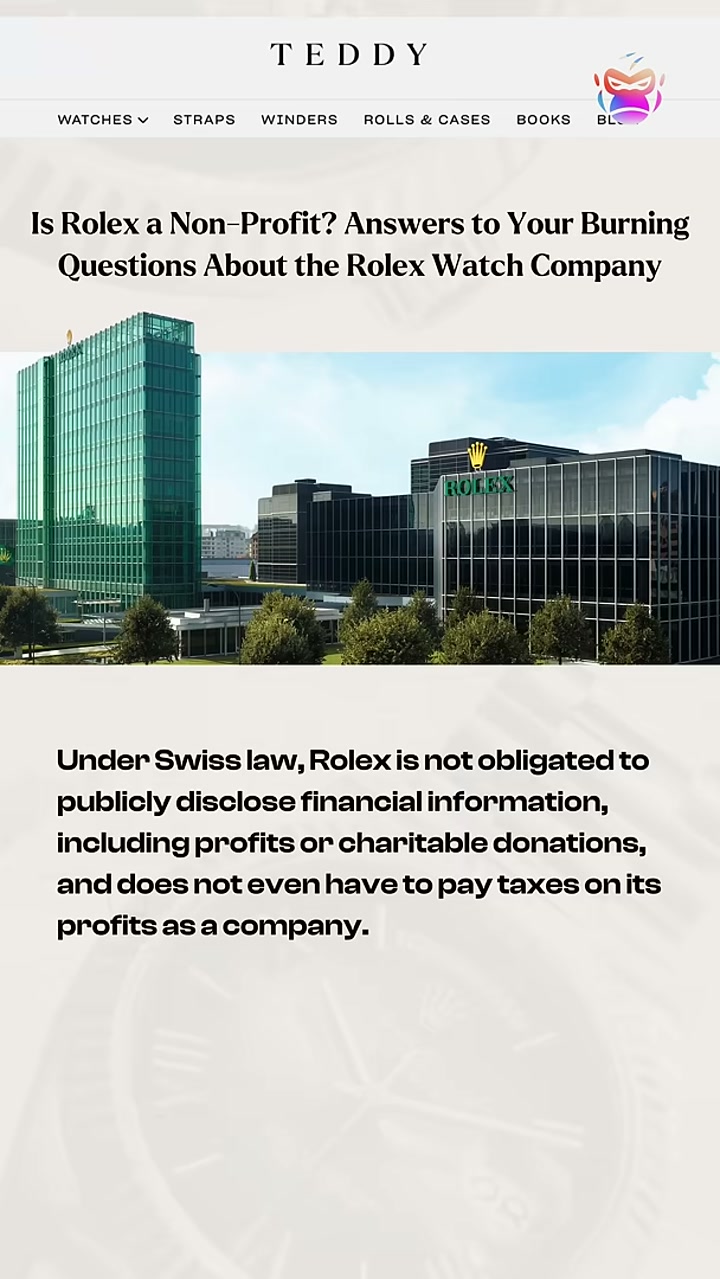 TEDDY
WATCHES STRAPS WINDERS ROLLS & CASES BOOKS
Is Rolex a Non-Profit? Answers to Your Burning
Questions About the Rolex Watch Company
ROLEX
Under Swiss law, Rolex is not obligated to
publicly disclose financial information,
including profits or charitable donations,
and does not even have to pay taxes on its
profits as a company.